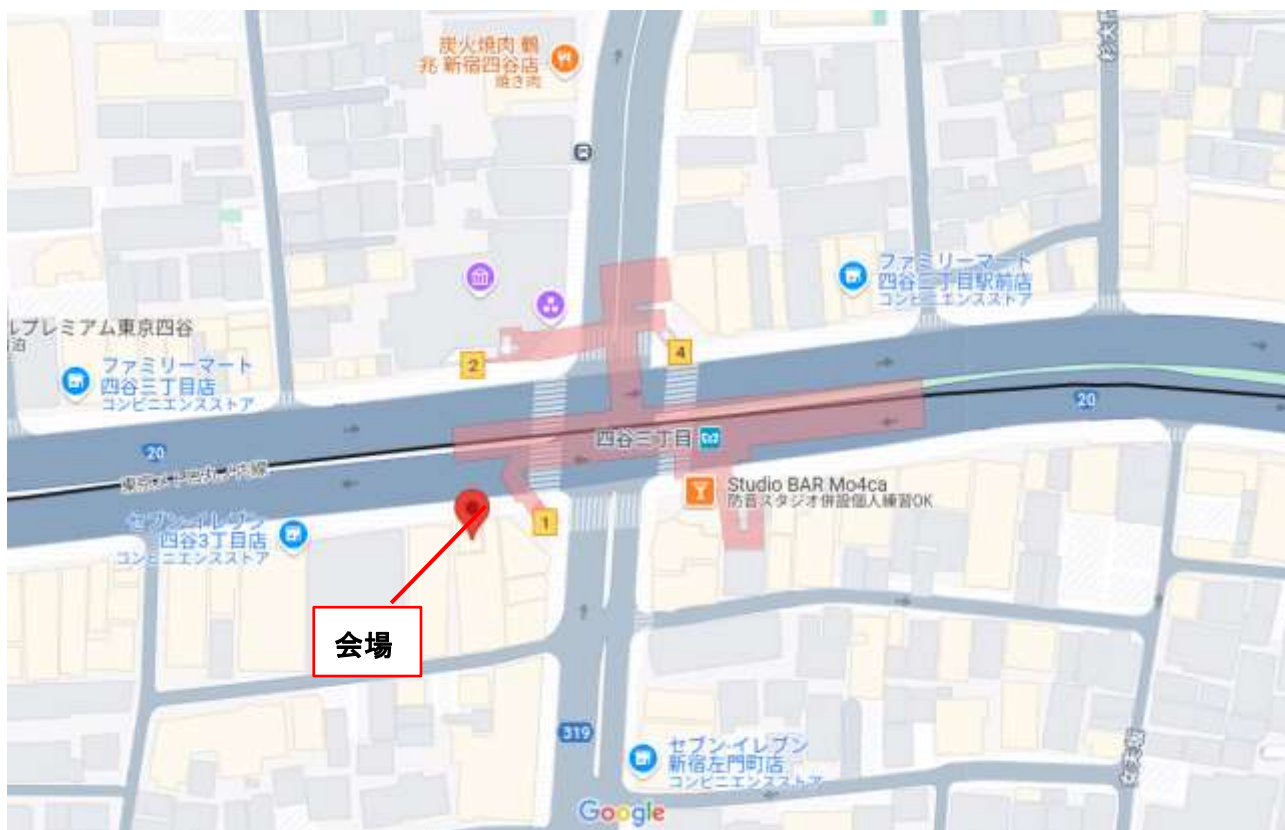 炭火焼肉 鶴
兆 新宿四谷店
焼き肉
ファミリーマート
四谷三丁目駅前店
コンビニエンスストア
ルプレミアム東京四谷
泊
ファミリーマート
四谷三丁目店
コンビニエンスストア
2
4
20
20
四谷三丁目
Studio BAR Mo4ca
防音スタジオ併設個人練習OK
セブン-イレブン
四谷3丁目店
コンビニエンスストア
1
会場
319
セブン-イレブン
新宿左門町店
コンビニエンスストア
Google